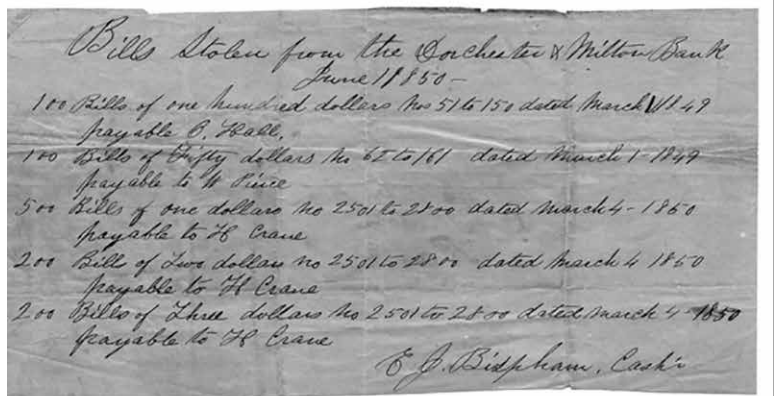 Bills Stolen from the Dorchester & Milton Bank
June 1 1850 -
100 Bills of one hundred dollars Nos 51 to 150 dated March 1 1849
payable O. Hall.
100 Bills of Fifty dollars No 62 to 161 dated March 1 - 1849
payable to W Pierce
500 Bills of one dollars no 2501 to 2800 dated March 4 - 1850
payable to H Crane
200 Bills of Two dollars no 2501 to 2800 dated March 4 1850
payable to H Crane
200 Bills of Three dollars No 2501 to 2800 dated March 4 - 1850
payable to H Crane
E J. Bispham, Cash'r